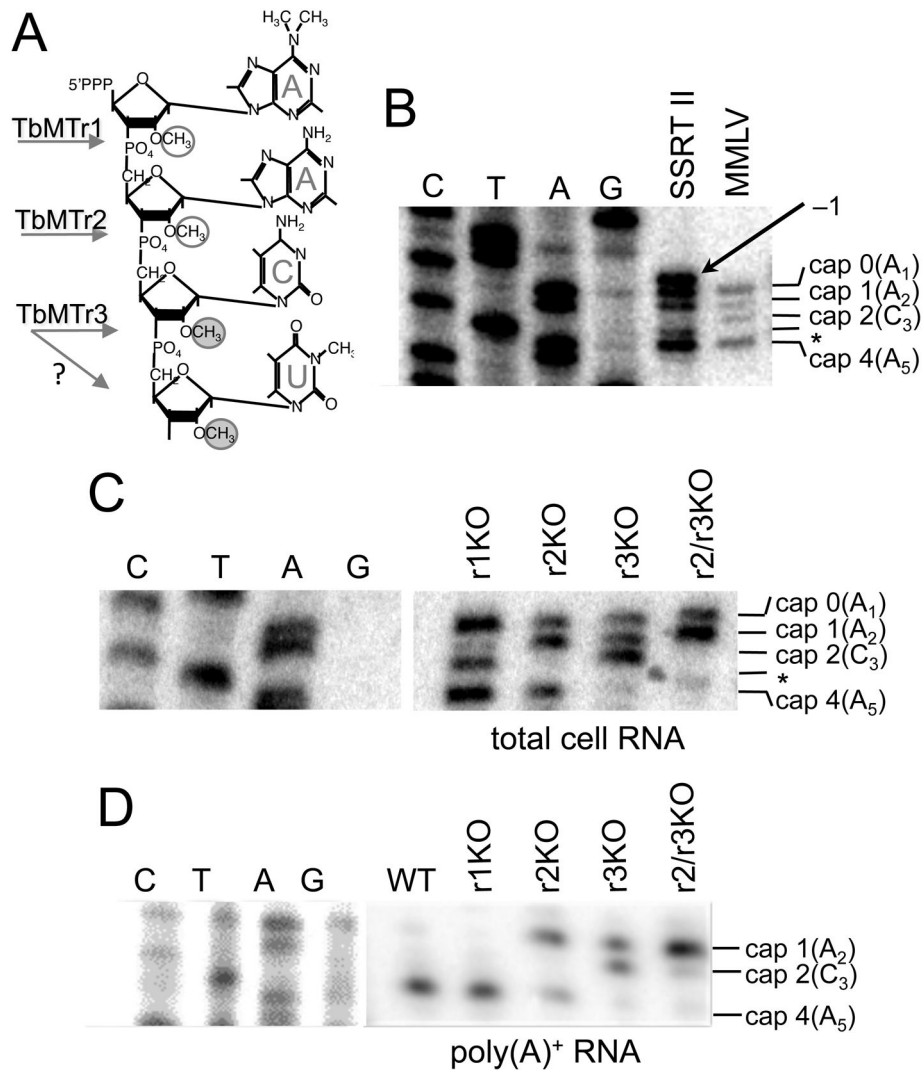 A
H₃C CH₃
N
5'PPP O N N A N N
TbMTr1 OCH₃ NH₂
PO₄
CH₂ O N N A N N
TbMTr2 OCH₃ NH₂
PO₄
CH₂ O C N N O
TbMTr3 OCH₃ O
PO₄ N CH₃
? CH₂ O U N O
OCH₃
B
C T A G SSRT II MMLV
–1
cap 0(A₁)
cap 1(A₂)
cap 2(C₃)
*
cap 4(A₅)
C
C T A G r1KO r2KO r3KO r2/r3KO
cap 0(A₁)
cap 1(A₂)
cap 2(C₃)
*
cap 4(A₅)
total cell RNA
D
C T A G WT r1KO r2KO r3KO r2/r3KO
cap 1(A₂)
cap 2(C₃)
cap 4(A₅)
poly(A)⁺ RNA